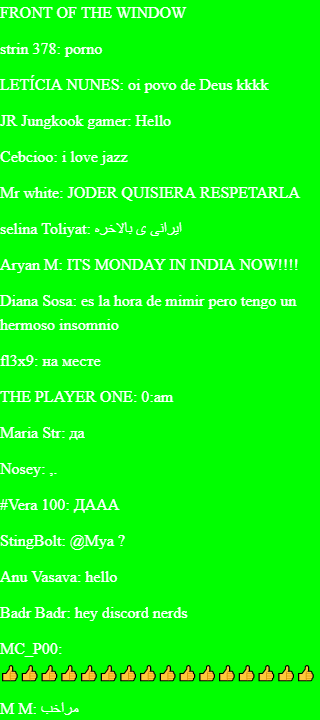 FRONT OF THE WINDOW
strin 378: porno
LETÍCIA NUNES: oi povo de Deus kkkk
JR Jungkook gamer: Hello
Cebcioo: i love jazz
Mr white: JODER QUISIERA RESPETARLA
selina Toliyat: ایرانی ی بالاخره
Aryan M: ITS MONDAY IN INDIA NOW!!!!
Diana Sosa: es la hora de mimir pero tengo un
hermoso insomnio
fl3x9: на месте
THE PLAYER ONE: 0:am
Maria Str: да
Nosey: ,.
#Vera 100: ДААА
StingBolt: @Mya ?
Anu Vasava: hello
Badr Badr: hey discord nerds
MC_P00:
👍👍👍👍👍👍👍👍👍👍👍👍👍👍👍👍
M M: مراحب